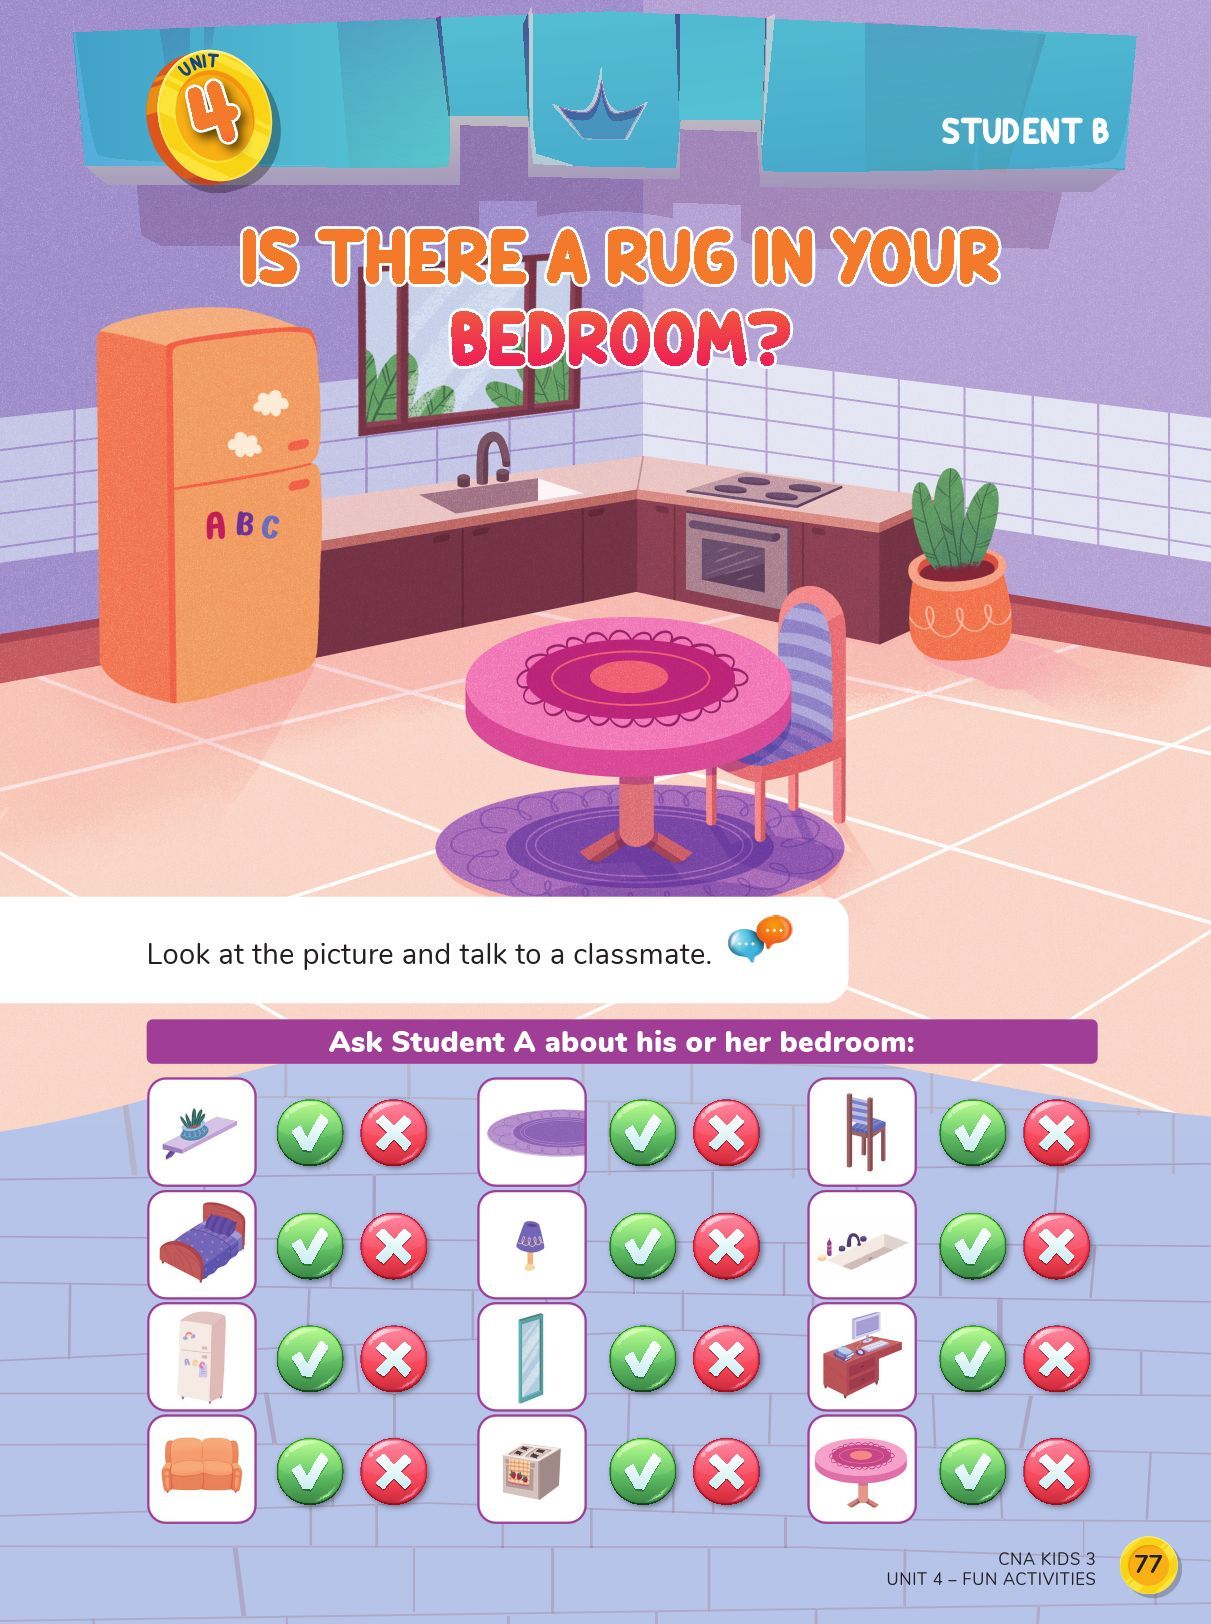 UNIT
4
STUDENT B
IS THERE A RUG IN YOUR
BEDROOM?
A B C
Look at the picture and talk to a classmate.
Ask Student A about his or her bedroom:
CNA KIDS 3
UNIT 4 – FUN ACTIVITIES
77